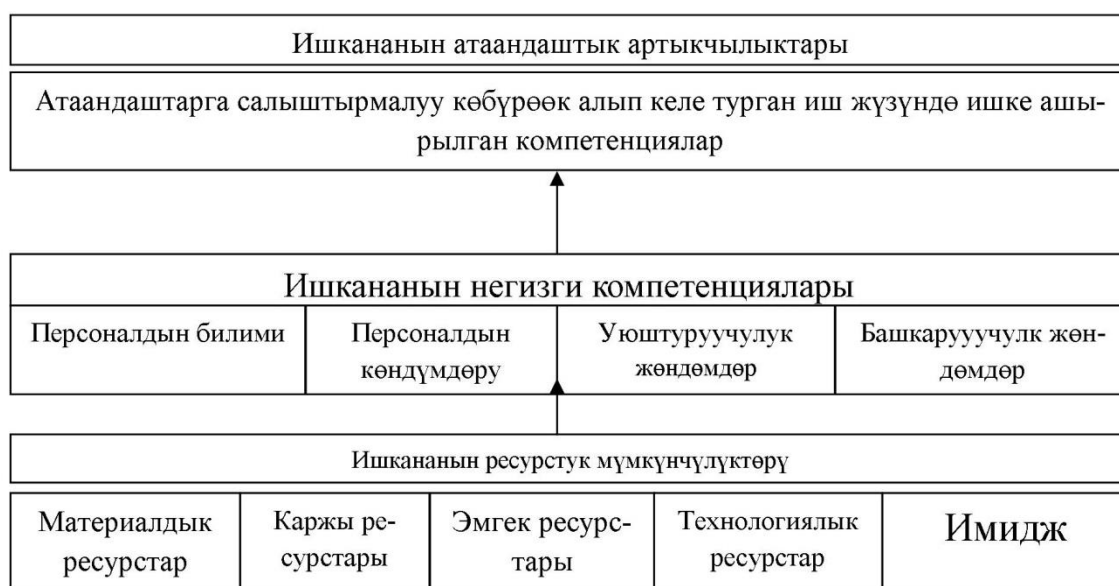 Ишкананын атаандаштык артыкчылыктары
Атаандаштарга салыштырмалуу көбүрөөк алып келе турган иш жүзүндө ишке ашы-
рылган компетенциялар
Ишкананын негизги компетенциялары
Персоналдын билими
Персоналдын
көндүмдөру
Уюштуруучулук
жөндөмдөр
Башкарууучулк жөн-
дөмдөр
Ишкананын ресурстук мүмкүнчүлүктөрү
Материалдык
ресурстар
Каржы ре-
сурстары
Эмгек ресурс-
тары
Технологиялык
ресурстар
Имидж